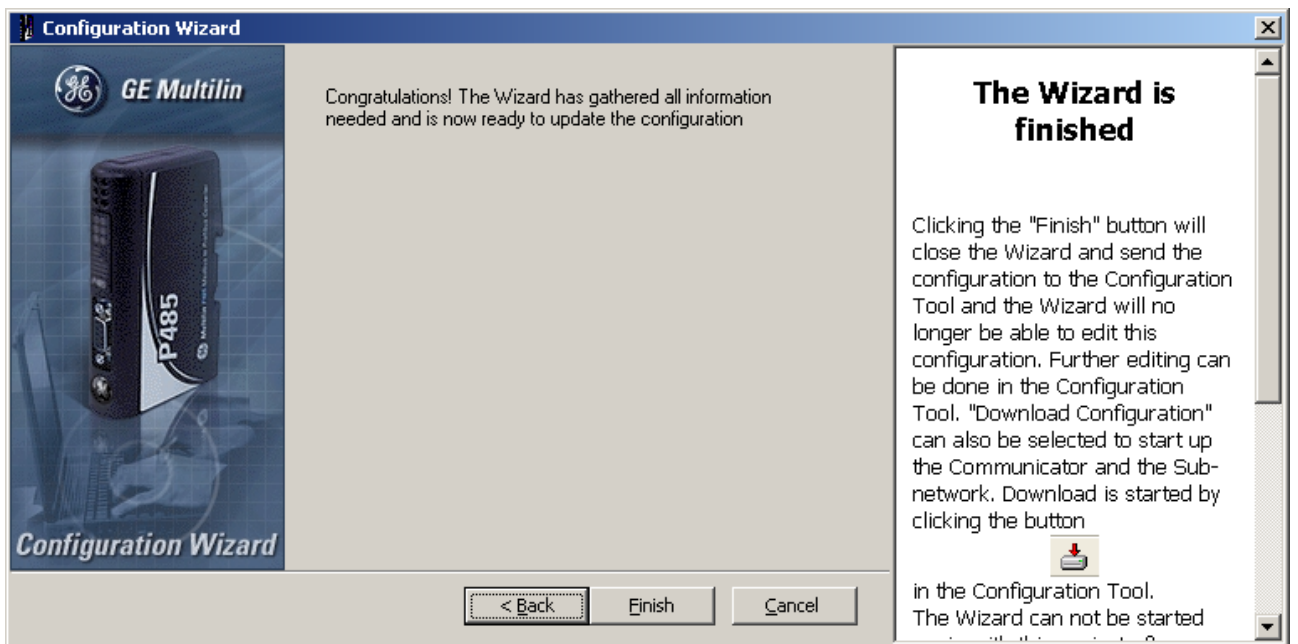 Configuration Wizard
GE Multilin
P485
Configuration Wizard
Congratulations! The Wizard has gathered all information
needed and is now ready to update the configuration
< Back
Finish
Cancel
The Wizard is
finished
Clicking the "Finish" button will
close the Wizard and send the
configuration to the Configuration
Tool and the Wizard will no
longer be able to edit this
configuration. Further editing can
be done in the Configuration
Tool. "Download Configuration"
can also be selected to start up
the Communicator and the Sub-
network. Download is started by
clicking the button
in the Configuration Tool.
The Wizard can not be started